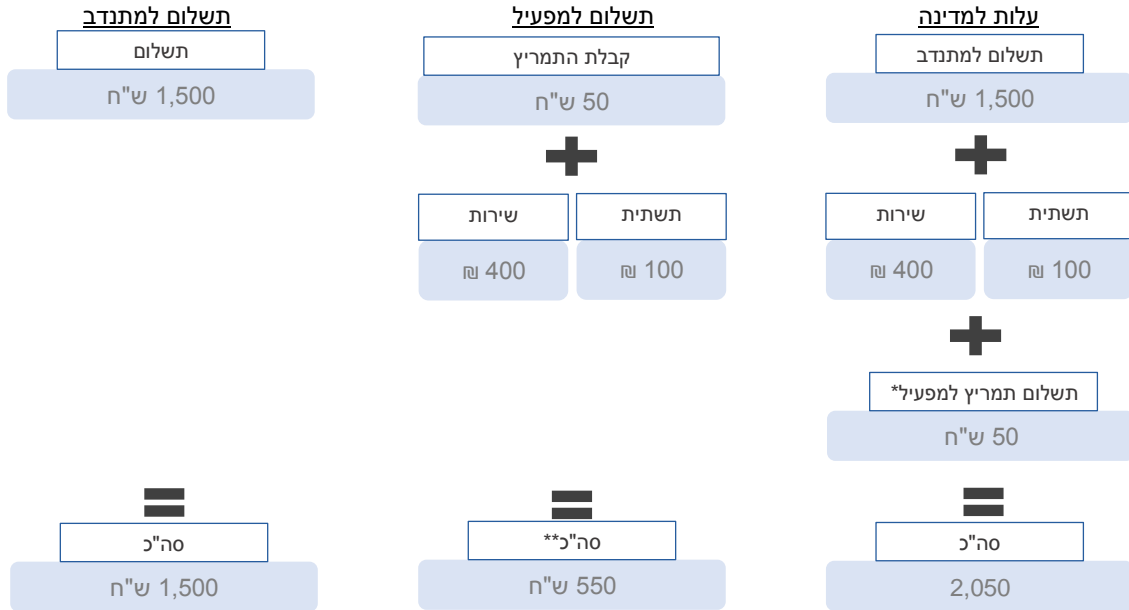 עלות למדינה
תשלום למתנדב
1,500 ש"ח
תשתית
שירות
100 ₪
400 ₪
תשלום תמריץ למפעיל*
50 ש"ח
סה"כ
2,050
תשלום למפעיל
קבלת התמריץ
50 ש"ח
תשתית
שירות
100 ₪
400 ₪
סה"כ**
550 ש"ח
תשלום למתנדב
תשלום
1,500 ש"ח
סה"כ
1,500 ש"ח